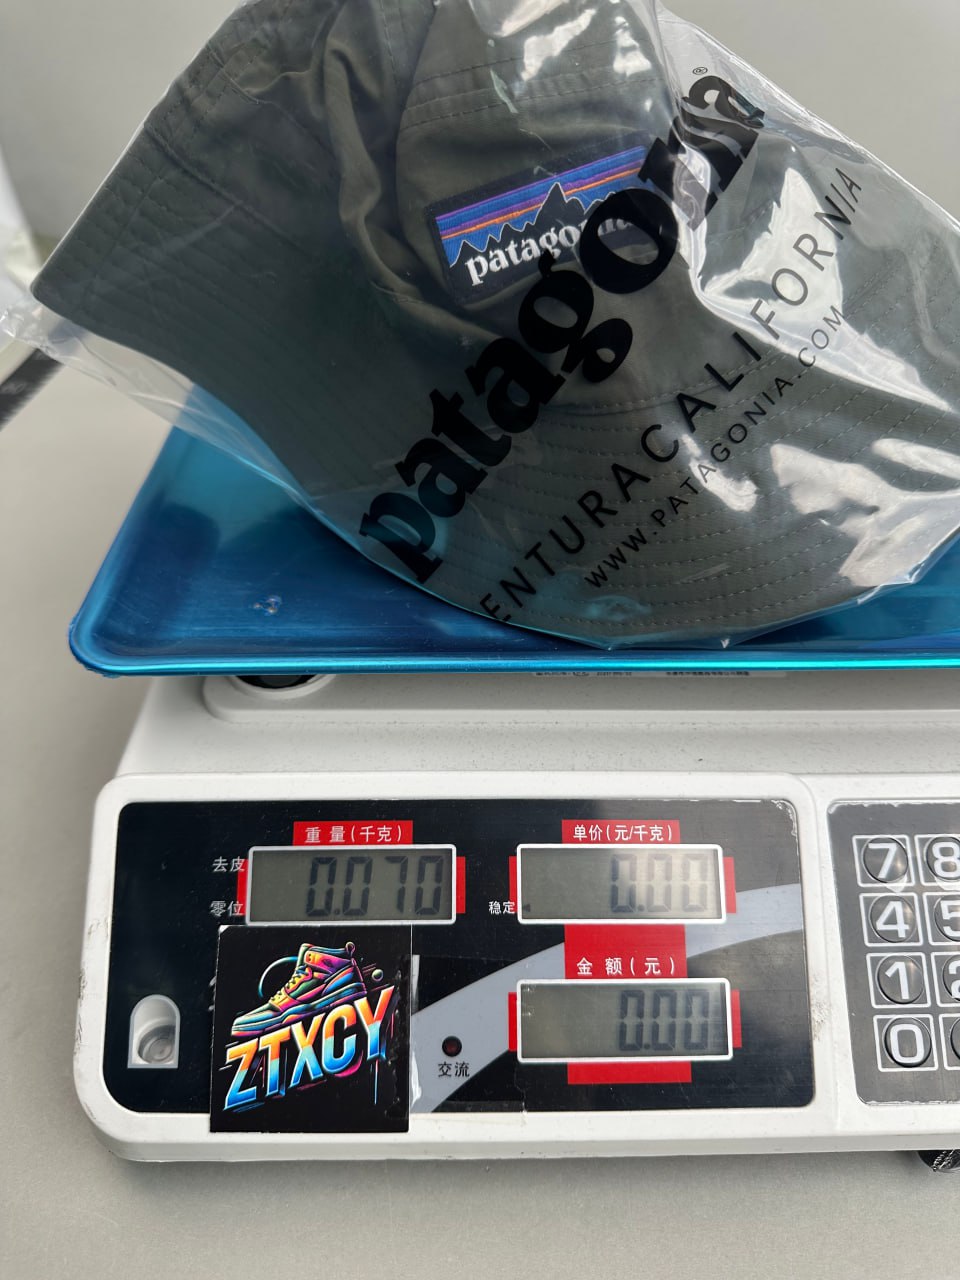 patagonia
patagonia®
VENTURA CALIFORNIA
WWW.PATAGONIA.COM
重量(千克)
单价(元/千克)
去皮
0.070
0.00
零位
稳定
金额(元)
0.00
交流
ZTXCY
7 8
4 5
1 2
0